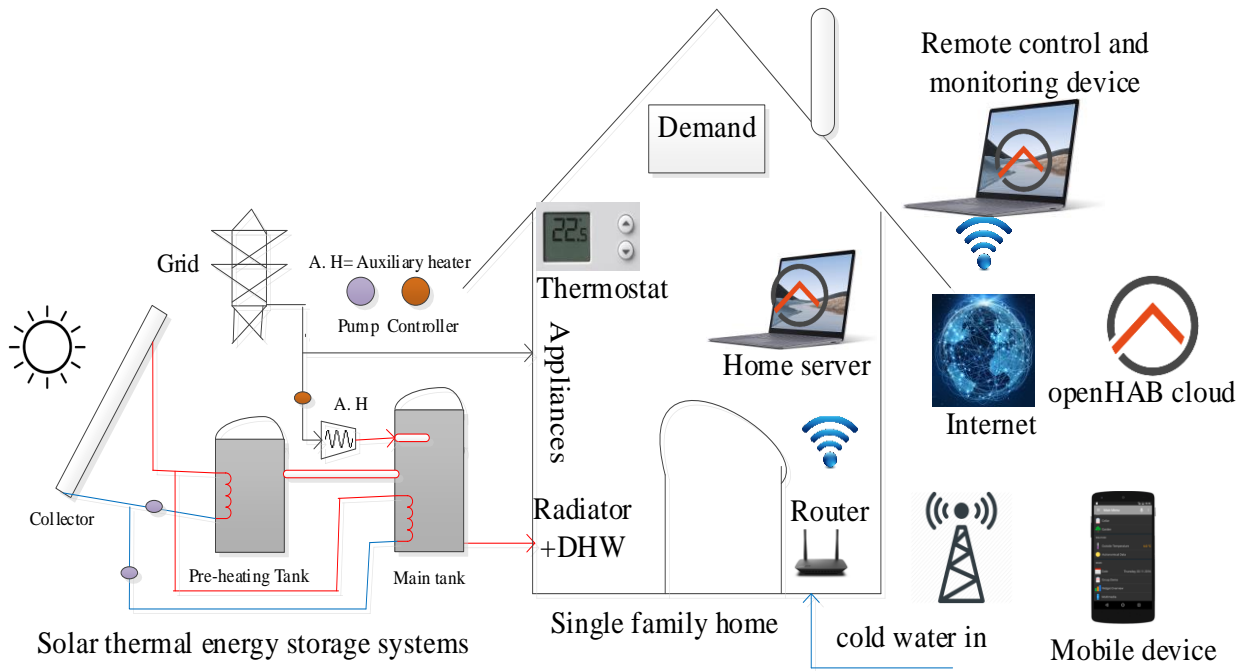 Remote control and
monitoring device
Demand
Grid
A. H= Auxiliary heater
22.5
Thermostat
Pump Controller
Appliances
Home server
openHAB cloud
Internet
A. H
Collector
Pre-heating Tank
Main tank
Radiator
+DHW
Router
Solar thermal energy storage systems
Single family home
cold water in
Mobile device